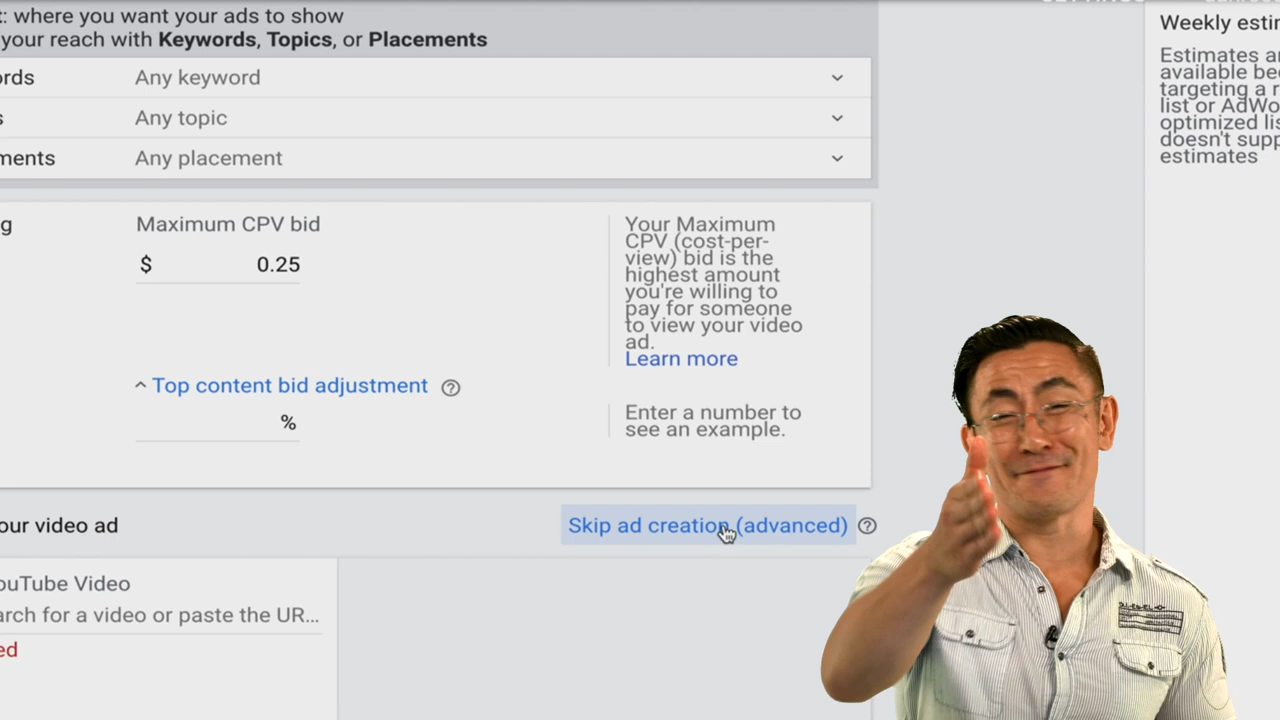 : where you want your ads to show
your reach with Keywords, Topics, or Placements
ords Any keyword
s Any topic
ments Any placement
g Maximum CPV bid
$ 0.25
Your Maximum
CPV (cost-per-
view) bid is the
highest amount
you're willing to
pay for someone
to view your video
ad.
Learn more
Top content bid adjustment
%
Enter a number to
see an example.
our video ad
Skip ad creation (advanced)
ouTube Video
arch for a video or paste the UR...
ed
Weekly estin
Estimates ar
available bec
targeting a r
list or AdWo
optimized lis
doesn't supp
estimates